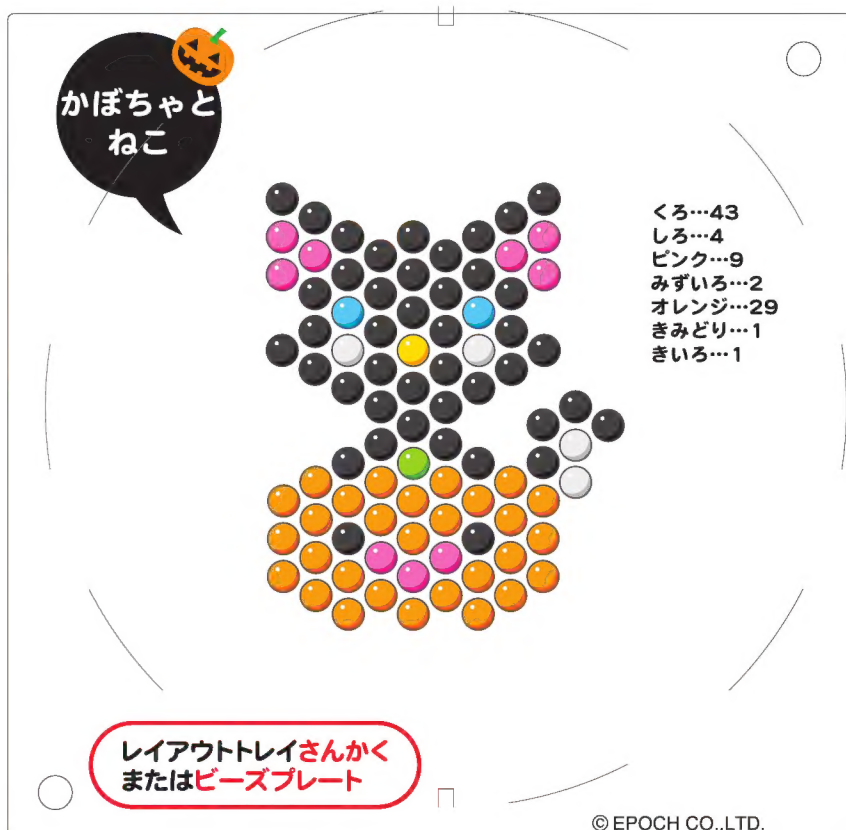 かぼちゃと
ねこ
くろ…43
しろ…4
ピンク…9
みずいろ…2
オレンジ…29
きみどり…1
きいろ…1
レイアウトトレイさんかく
またはビーズプレート
© EPOCH CO.,LTD.